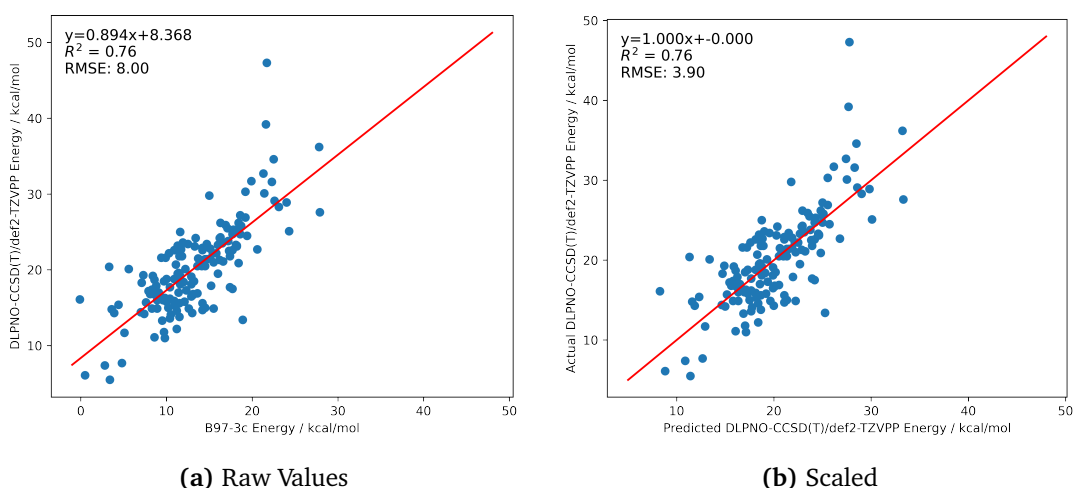 y=0.894x+8.368
R² = 0.76
RMSE: 8.00
50
40
30
20
10
DLPNO-CCSD(T)/def2-TZVPP Energy / kcal/mol
0
10
20
30
40
50
B97-3c Energy / kcal/mol
(a) Raw Values
y=1.000x+-0.000
R² = 0.76
RMSE: 3.90
50
40
30
20
10
Actual DLPNO-CCSD(T)/def2-TZVPP Energy / kcal/mol
10
20
30
40
50
Predicted DLPNO-CCSD(T)/def2-TZVPP Energy / kcal/mol
(b) Scaled